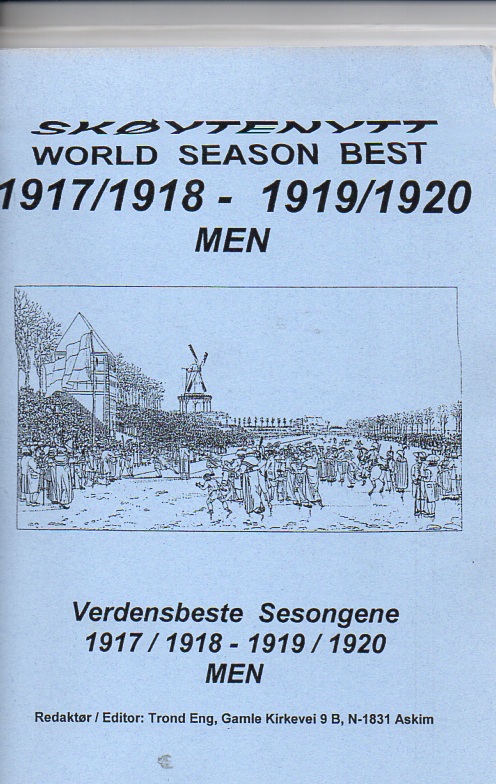 SKØYTENYTT
WORLD SEASON BEST
1917/1918 - 1919/1920
MEN
Verdensbeste Sesongene
1917 / 1918 - 1919 / 1920
MEN
Redaktør / Editor: Trond Eng, Gamle Kirkevei 9 B, N-1831 Askim